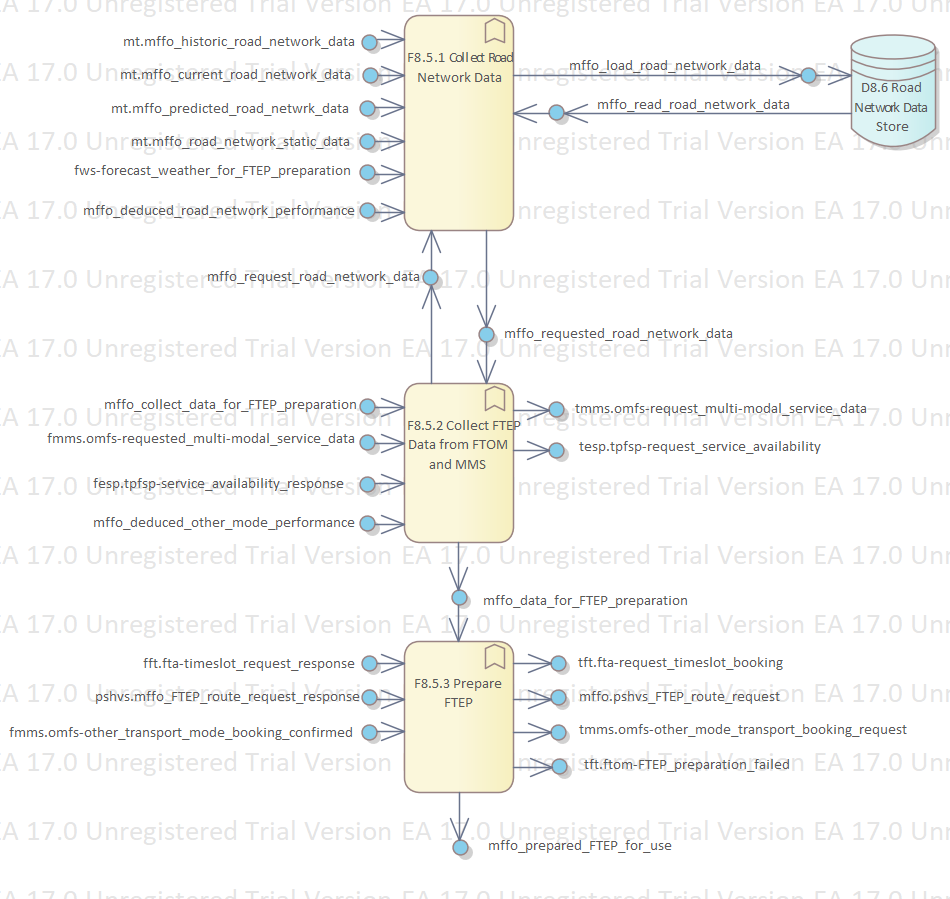 EA 17.0 Unregistered Trial Version EA 17.0 Unregistered Trial Version EA 17.0 Unregistered
mt.mffo_historic_road_network_data
mt.mffo_current_road_network_data
mt.mffo_predicted_road_netwrk_data
mt.mffo_road_network_static_data
fws-forecast_weather_for_FTEP_preparation
mffo_deduced_road_network_performance
F8.5.1 Collect Road
Network Data
mffo_load_road_network_data
mffo_read_road_network_data
D8.6 Road
Network Data
Store
mffo_request_road_network_data
mffo_requested_road_network_data
mffo_collect_data_for_FTEP_preparation
fmms.omfs-requested_multi-modal_service_data
fesp.tpfsp-service_availability_response
mffo_deduced_other_mode_performance
F8.5.2 Collect FTEP
Data from FTOM
and MMS
tmms.omfs-request_multi-modal_service_data
tesp.tpfsp-request_service_availability
mffo_data_for_FTEP_preparation
fft.fta-timeslot_request_response
pshvs.mffo_FTEP_route_request_response
fmms.omfs-other_transport_mode_booking_confirmed
F8.5.3 Prepare
FTEP
tft.fta-request_timeslot_booking
mffo.pshvs_FTEP_route_request
tmms.omfs-other_mode_transport_booking_request
tft.ftom-FTEP_preparation_failed
mffo_prepared_FTEP_for_use